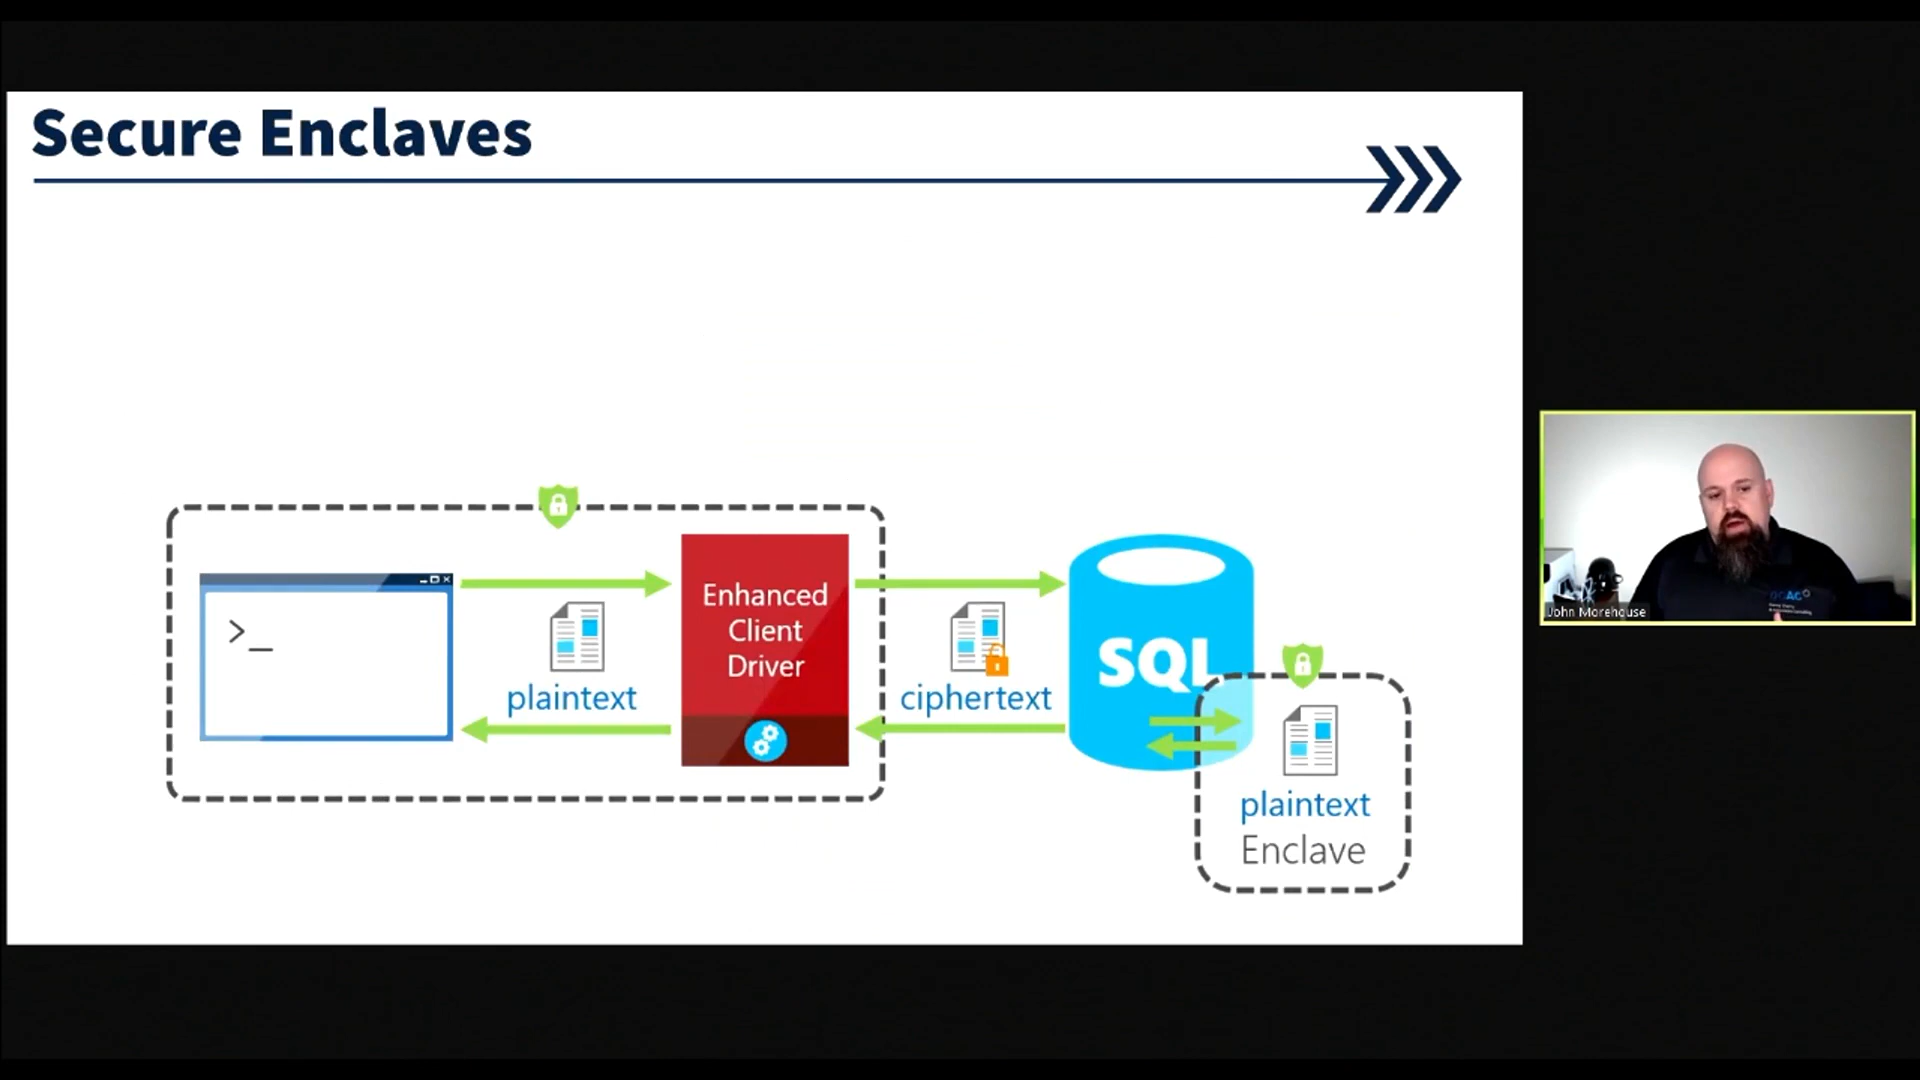 Secure Enclaves
>_
plaintext
Enhanced
Client
Driver
ciphertext
SQL
plaintext
Enclave
John Morehouse